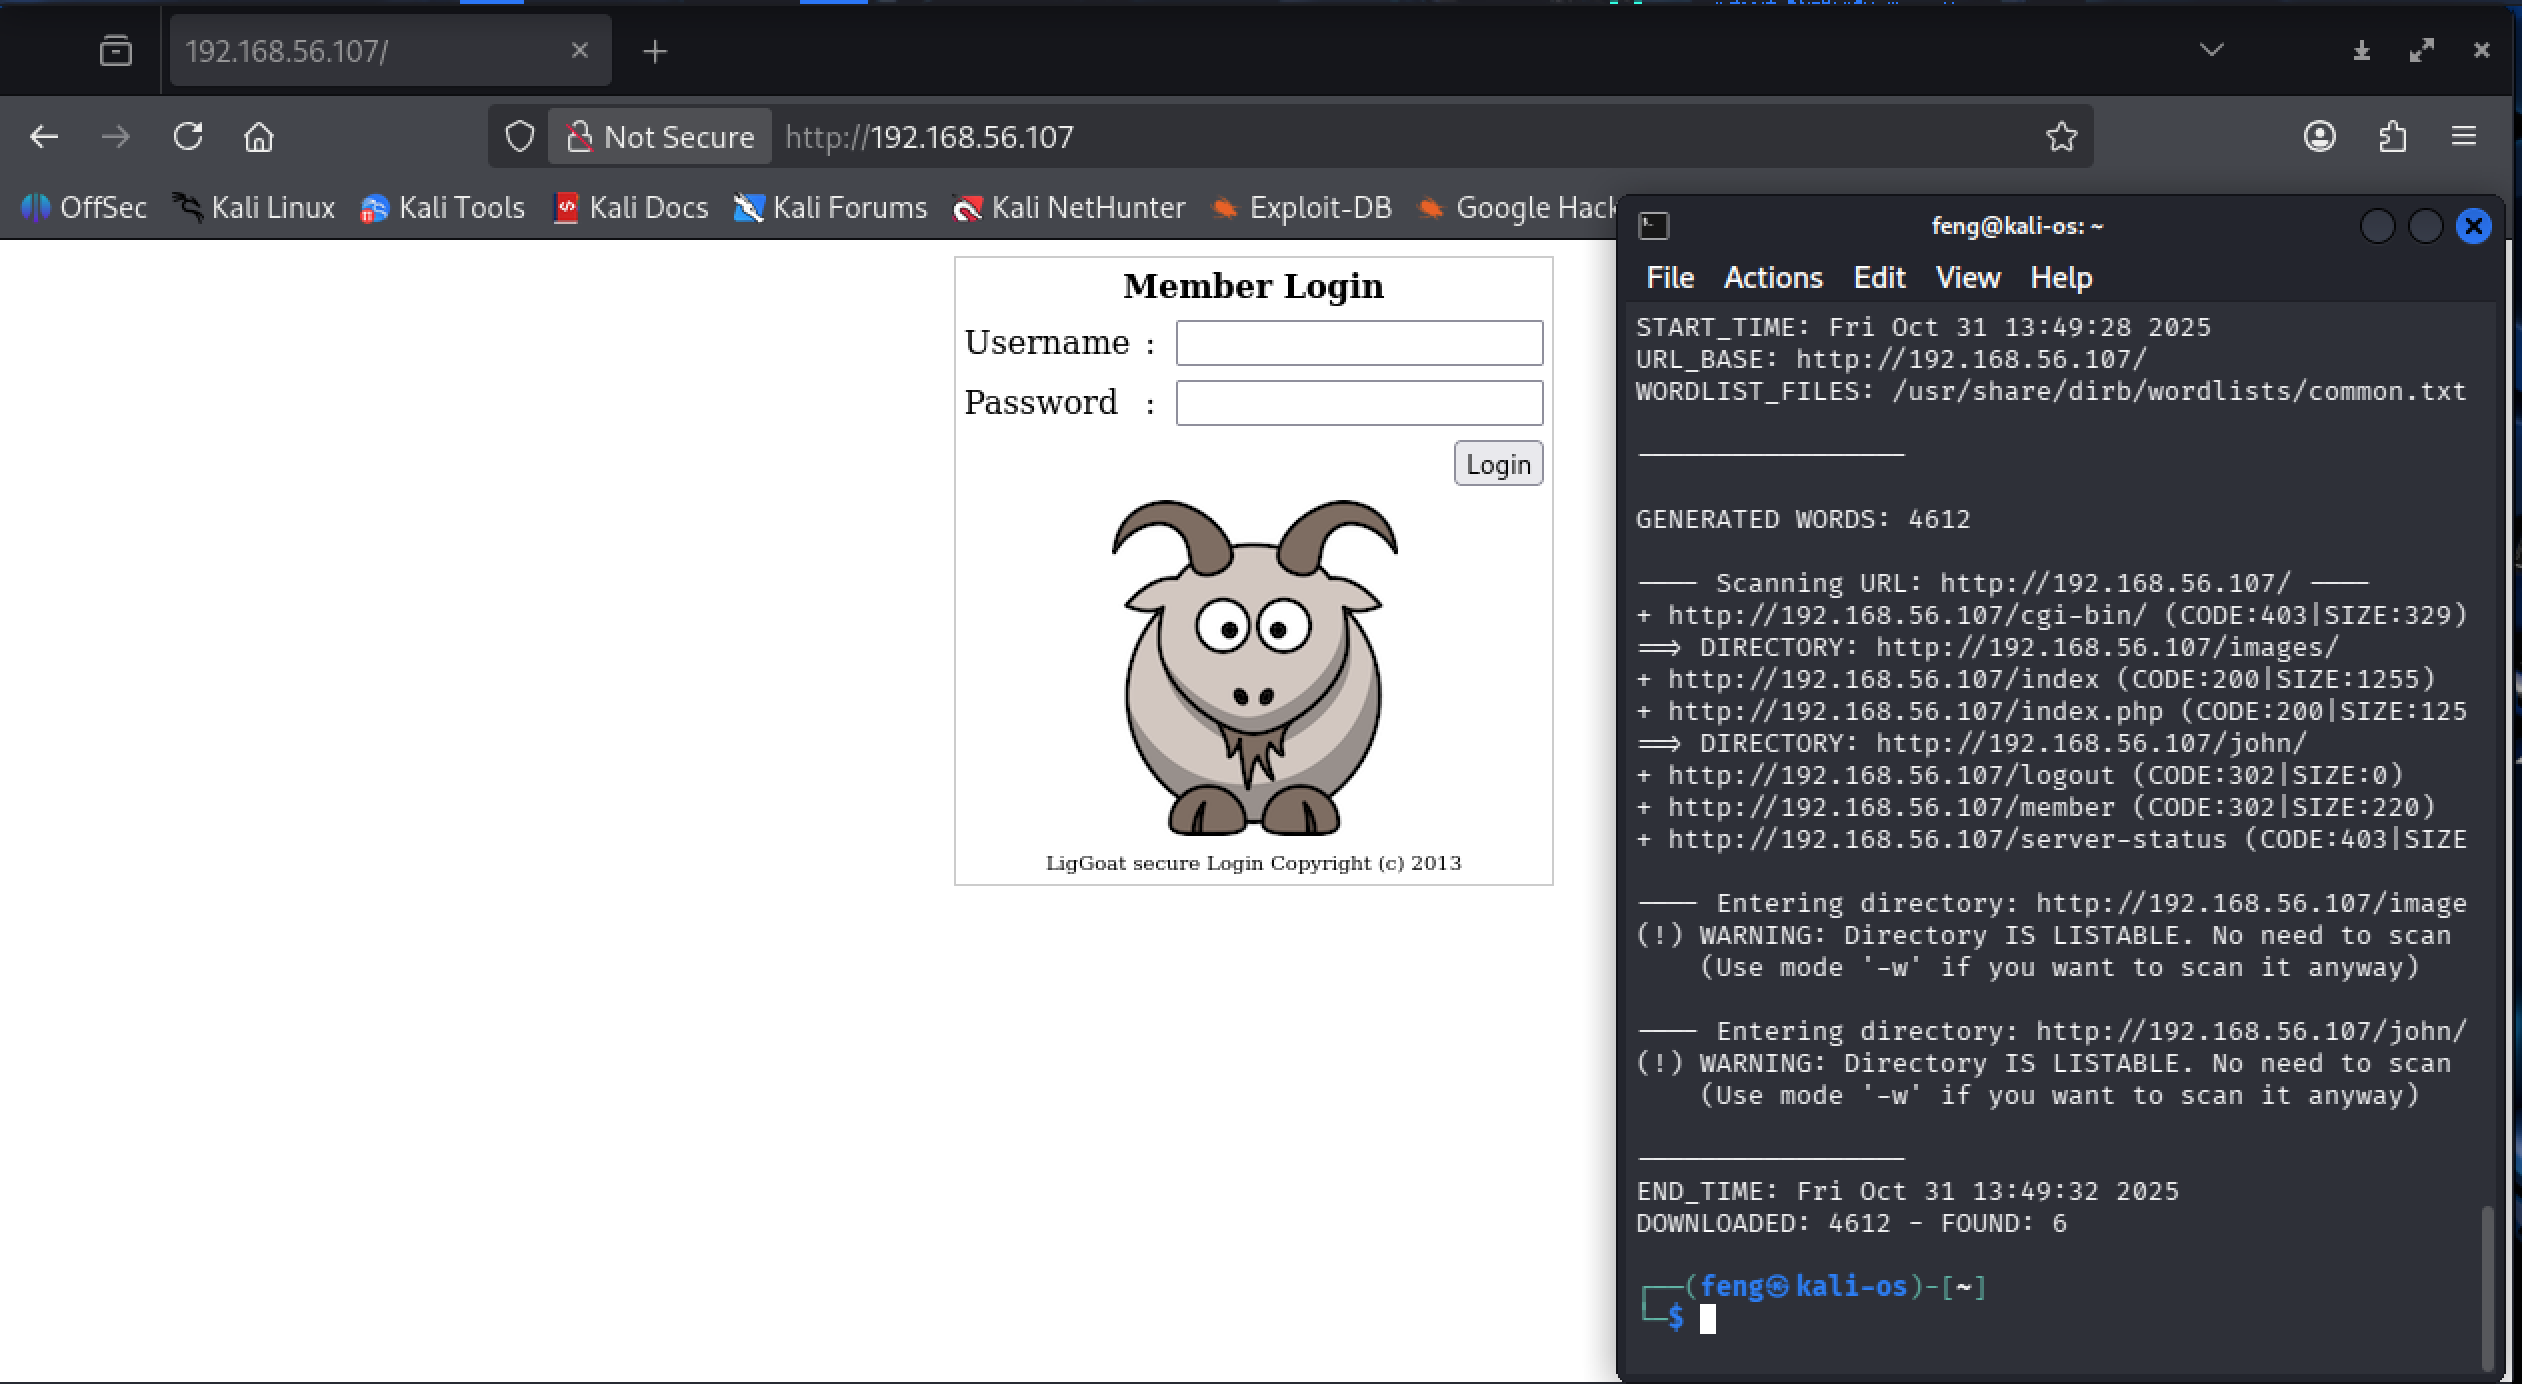 192.168.56.107/
Not Secure http://192.168.56.107
OffSec Kali Linux Kali Tools Kali Docs Kali Forums Kali NetHunter Exploit-DB Google Hack
Member Login
Username :
Password :
Login
LigGoat secure Login Copyright (c) 2013
feng@kali-os: ~
File Actions Edit View Help
START_TIME: Fri Oct 31 13:49:28 2025
URL_BASE: http://192.168.56.107/
WORDLIST_FILES: /usr/share/dirb/wordlists/common.txt
GENERATED WORDS: 4612
---- Scanning URL: http://192.168.56.107/ ----
+ http://192.168.56.107/cgi-bin/ (CODE:403|SIZE:329)
==> DIRECTORY: http://192.168.56.107/images/
+ http://192.168.56.107/index (CODE:200|SIZE:1255)
+ http://192.168.56.107/index.php (CODE:200|SIZE:125
==> DIRECTORY: http://192.168.56.107/john/
+ http://192.168.56.107/logout (CODE:302|SIZE:0)
+ http://192.168.56.107/member (CODE:302|SIZE:220)
+ http://192.168.56.107/server-status (CODE:403|SIZE
---- Entering directory: http://192.168.56.107/image
(!) WARNING: Directory IS LISTABLE. No need to scan
(Use mode '-w' if you want to scan it anyway)
---- Entering directory: http://192.168.56.107/john/
(!) WARNING: Directory IS LISTABLE. No need to scan
(Use mode '-w' if you want to scan it anyway)
END_TIME: Fri Oct 31 13:49:32 2025
DOWNLOADED: 4612 - FOUND: 6
(feng㉿kali-os)-[~]
$